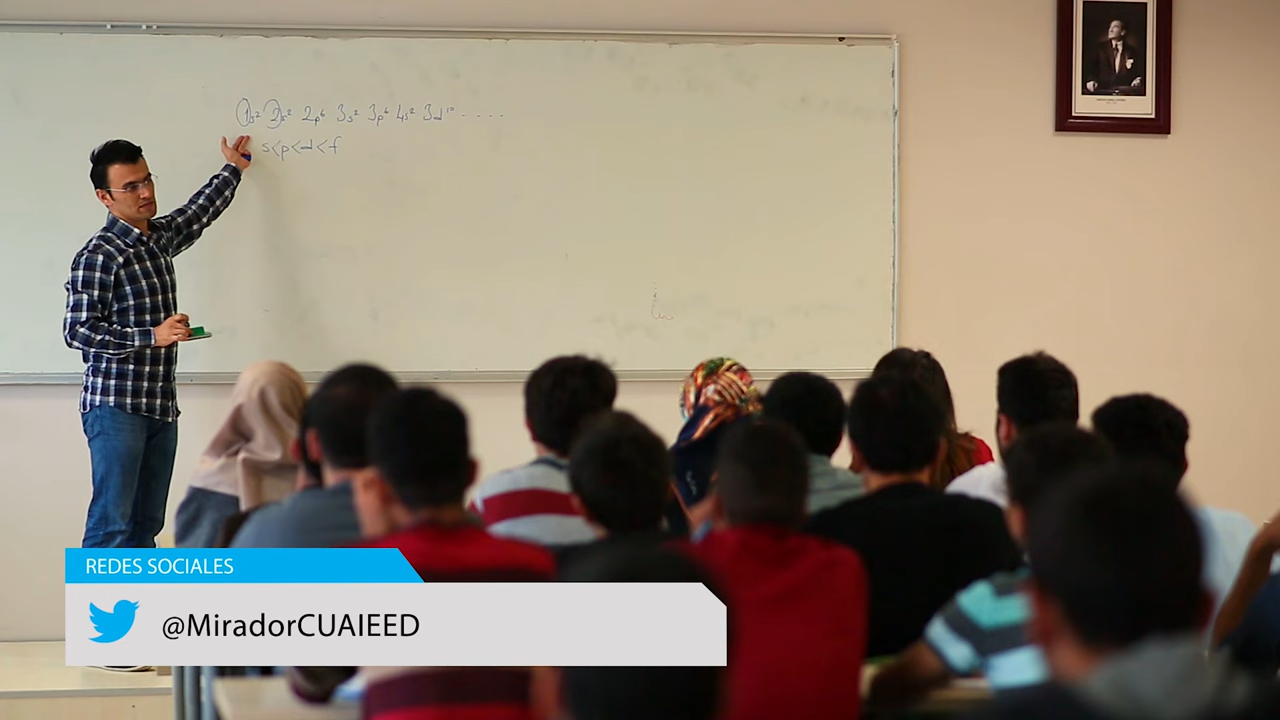 1s² 2s² 2p⁶ 3s² 3p⁶ 4s² 3d¹⁰ ....
s<p<d<f
REDES SOCIALES
@MiradorCUAIEED